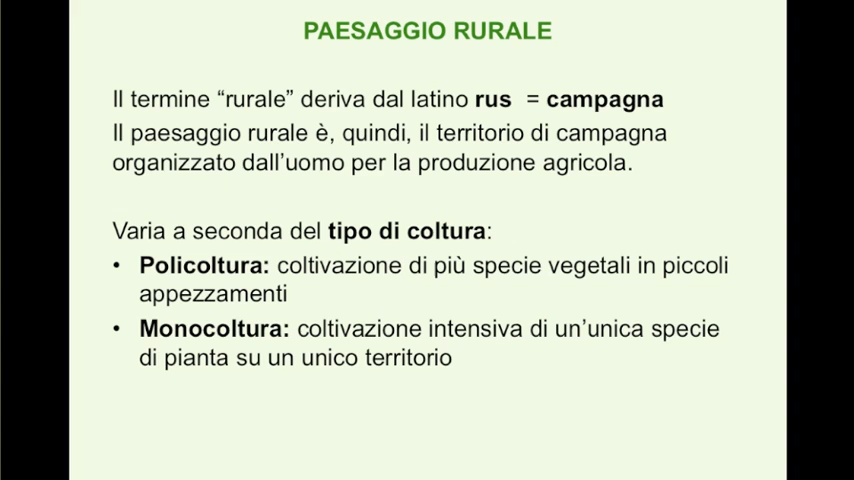 PAESAGGIO RURALE
Il termine “rurale” deriva dal latino rus = campagna
Il paesaggio rurale è, quindi, il territorio di campagna
organizzato dall’uomo per la produzione agricola.
Varia a seconda del tipo di coltura:
• Policoltura: coltivazione di più specie vegetali in piccoli
appezzamenti
• Monocoltura: coltivazione intensiva di un’unica specie
di pianta su un unico territorio